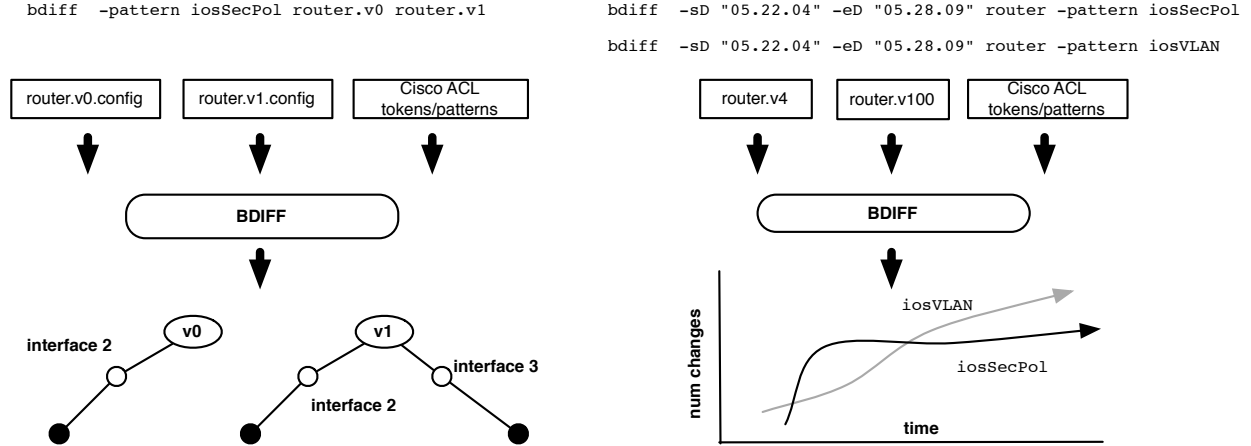 bdiff -pattern iosSecPol router.v0 router.v1
router.v0.config
router.v1.config
Cisco ACL
tokens/patterns
BDIFF
v0
interface 2
v1
interface 3
interface 2
bdiff -sD "05.22.04" -eD "05.28.09" router -pattern iosSecPol
bdiff -sD "05.22.04" -eD "05.28.09" router -pattern iosVLAN
router.v4
router.v100
Cisco ACL
tokens/patterns
BDIFF
iosVLAN
num changes
iosSecPol
time